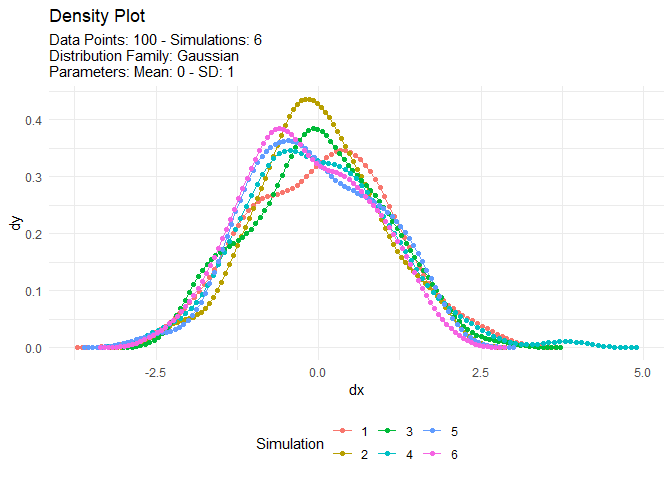 Density Plot
Data Points: 100 - Simulations: 6
Distribution Family: Gaussian
Parameters: Mean: 0 - SD: 1
dy
0.4
0.3
0.2
0.1
0.0
-2.5 0.0 2.5 5.0
dx
Simulation 1 3 5
2 4 6